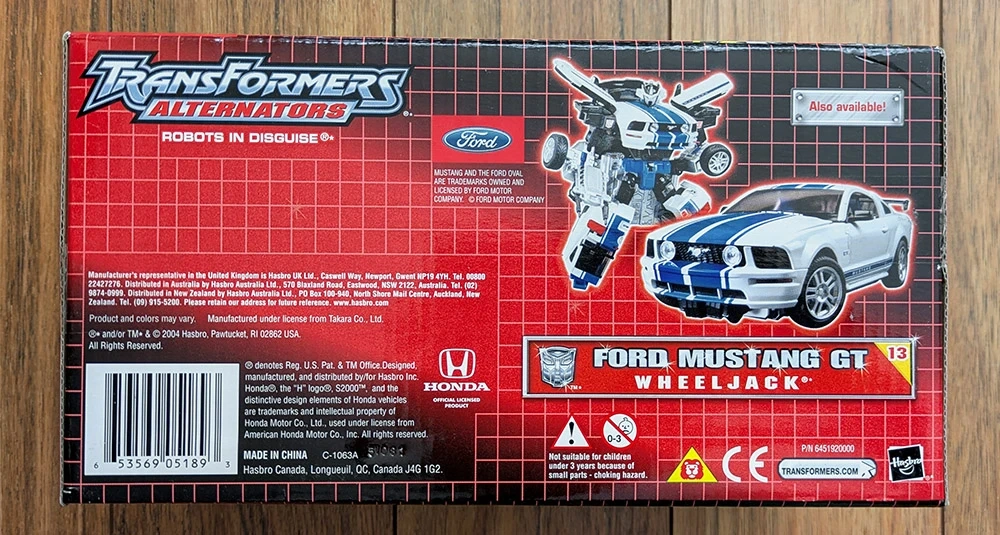 TRANSFORMERS
ALTERNATORS
ROBOTS IN DISGUISE®*
Ford
MUSTANG AND THE FORD OVAL
ARE TRADEMARKS OWNED AND
LICENSED BY FORD MOTOR
COMPANY. © FORD MOTOR COMPANY
Also available!
Manufacturer's representative in the United Kingdom is Hasbro UK Ltd., Caswell Way, Newport, Gwent NP19 4YH. Tel. 00800
22427276. Distributed in Australia by Hasbro Australia Ltd., 570 Blaxland Road, Eastwood, NSW 2122, Australia. Tel. (02)
9874-0999. Distributed in New Zealand by Hasbro Australia Ltd., PO Box 100-940, North Shore Mail Centre, Auckland, New
Zealand. Tel. (09) 915-5200. Please retain our address for future reference. www.hasbro.com
Product and colors may vary. Manufactured under license from Takara Co., Ltd.
®* and/or TM* & © 2004 Hasbro, Pawtucket, RI 02862 USA.
All Rights Reserved.
® denotes Reg. U.S. Pat. & TM Office.Designed,
manufactured, and distributed by/for Hasbro Inc.
Honda®, the "H" logo®, S2000™, and the
distinctive design elements of Honda vehicles
are trademarks and intellectual property of
Honda Motor Co., Ltd., used under license from
American Honda Motor Co., Inc. All rights reserved.
MADE IN CHINA C-1063A
Hasbro Canada, Longueuil, QC, Canada J4G 1G2.
6 53569 05189 3
HONDA
OFFICIAL LICENSED
PRODUCT
FORD MUSTANG GT
13
WHEELJACK®*
TM*
0-3
Not suitable for children
under 3 years because of
small parts - choking hazard.
CE
P/N 6451920000
TRANSFORMERS.COM
Hasbro